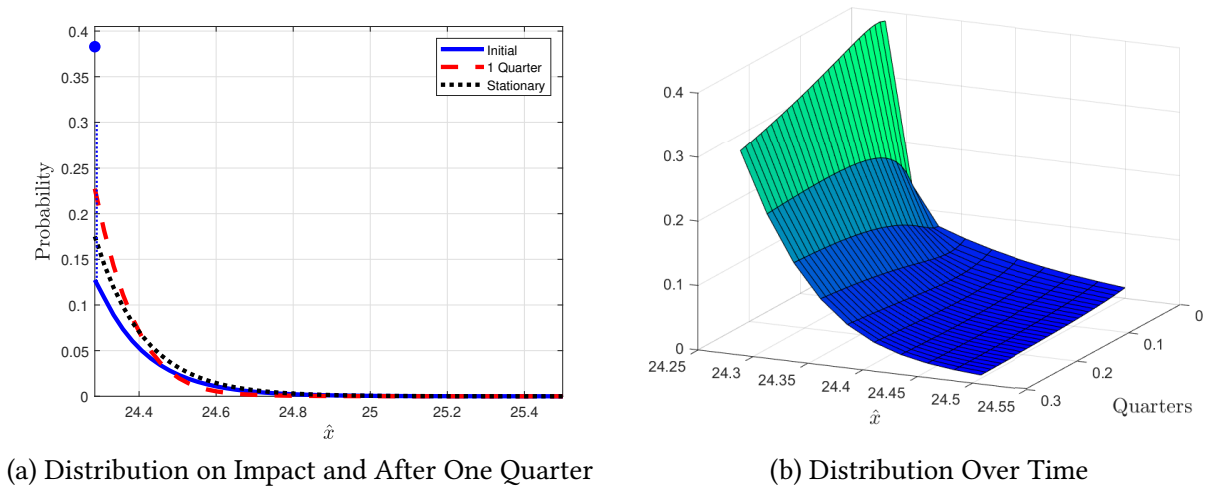 0.4
0.35
0.3
0.25
0.2
0.15
0.1
0.05
0
Probability
24.4 24.6 24.8 25 25.2 25.4
x̂
Initial
1 Quarter
Stationary
(a) Distribution on Impact and After One Quarter
0.4
0.3
0.2
0.1
0
24.25 24.3 24.35 24.4 24.45 24.5 24.55
x̂
0 0.1 0.2 0.3
Quarters
(b) Distribution Over Time